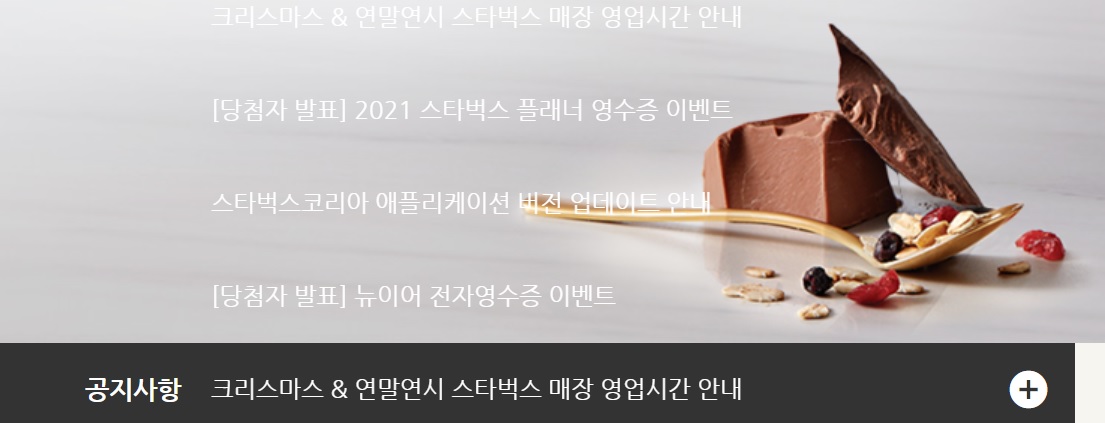 크리스마스 & 연말연시 스타벅스 매장 영업시간 안내
[당첨자 발표] 2021 스타벅스 플래너 영수증 이벤트
스타벅스코리아 애플리케이션 버전 업데이트 안내
[당첨자 발표] 뉴이어 전자영수증 이벤트
공지사항 크리스마스 & 연말연시 스타벅스 매장 영업시간 안내